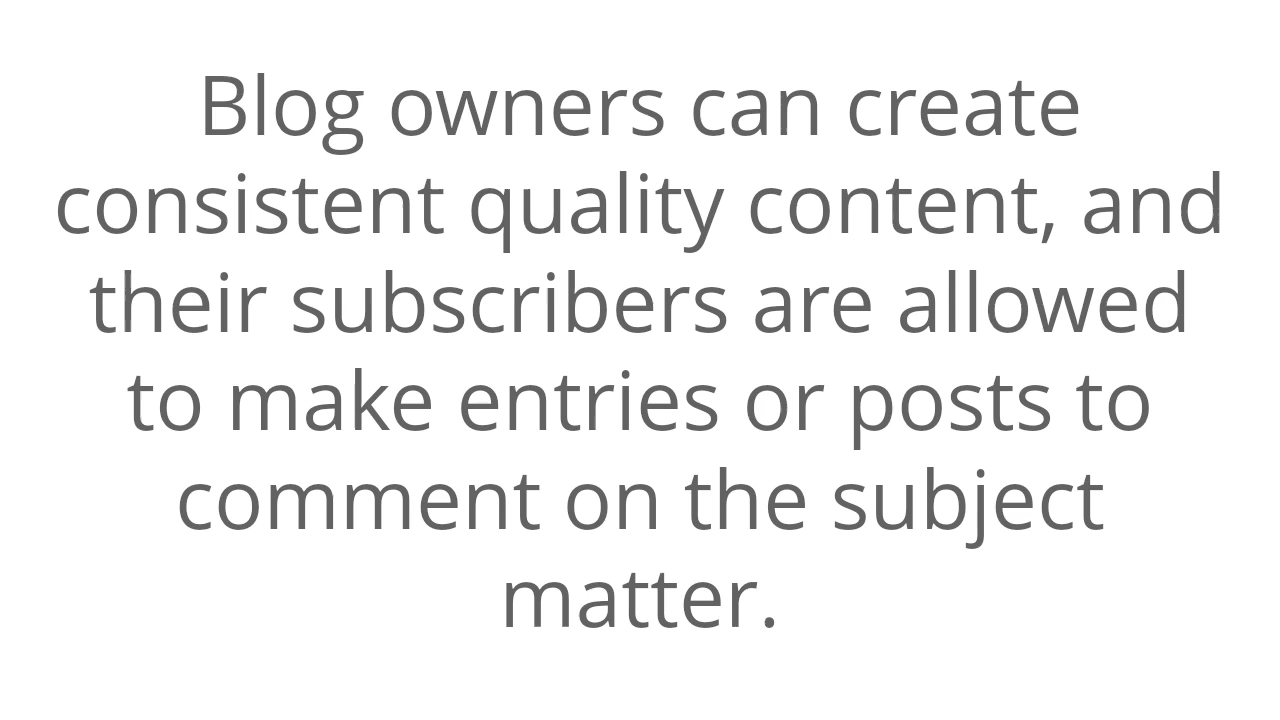 Blog owners can create
consistent quality content, and
their subscribers are allowed
to make entries or posts to
comment on the subject
matter.